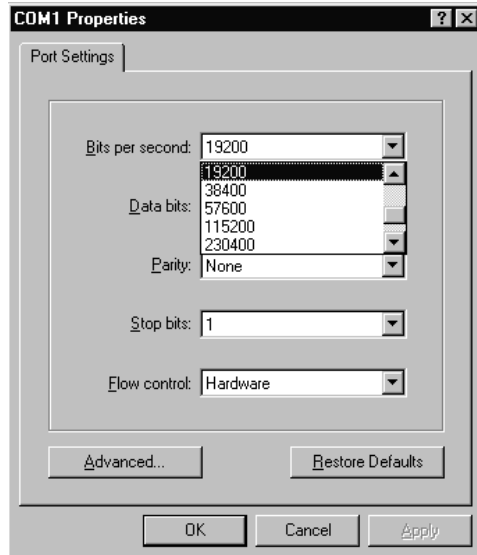 COM1 Properties
Port Settings
Bits per second: 19200
19200
38400
Data bits:
57600
115200
230400
Parity: None
Stop bits: 1
Flow control: Hardware
Advanced... Restore Defaults
OK Cancel Apply